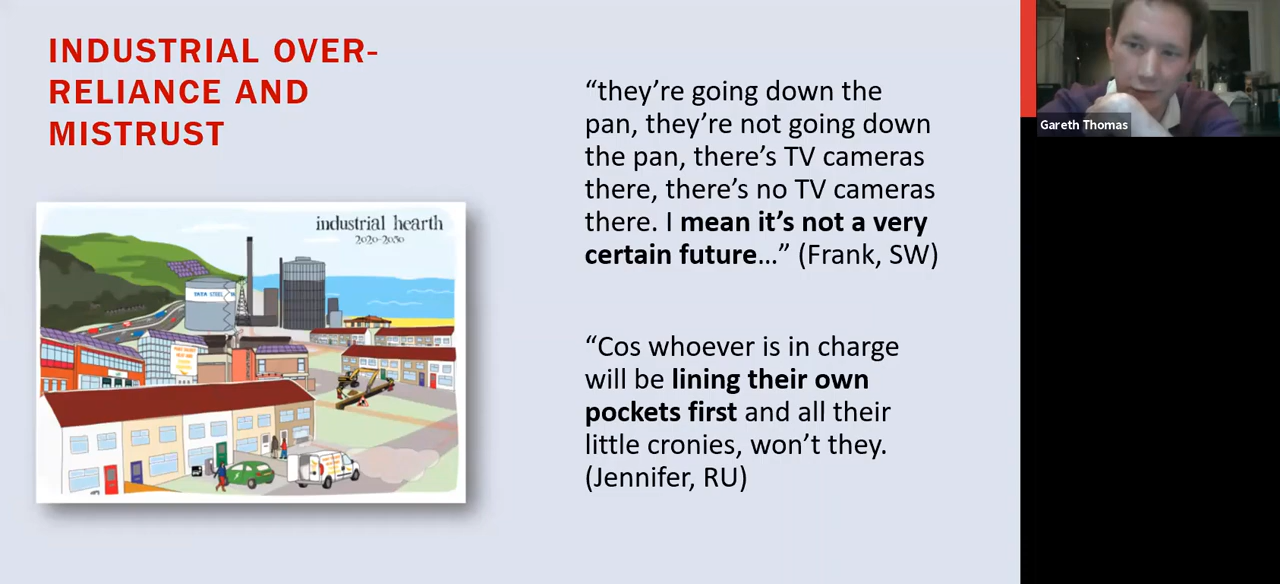 INDUSTRIAL OVER-
RELIANCE AND
MISTRUST
industrial hearth
2020-2050
TATA STEEL
“they’re going down the
pan, they’re not going down
the pan, there’s TV cameras
there, there’s no TV cameras
there. I mean it’s not a very
certain future…” (Frank, SW)
“Cos whoever is in charge
will be lining their own
pockets first and all their
little cronies, won’t they.
(Jennifer, RU)
Gareth Thomas